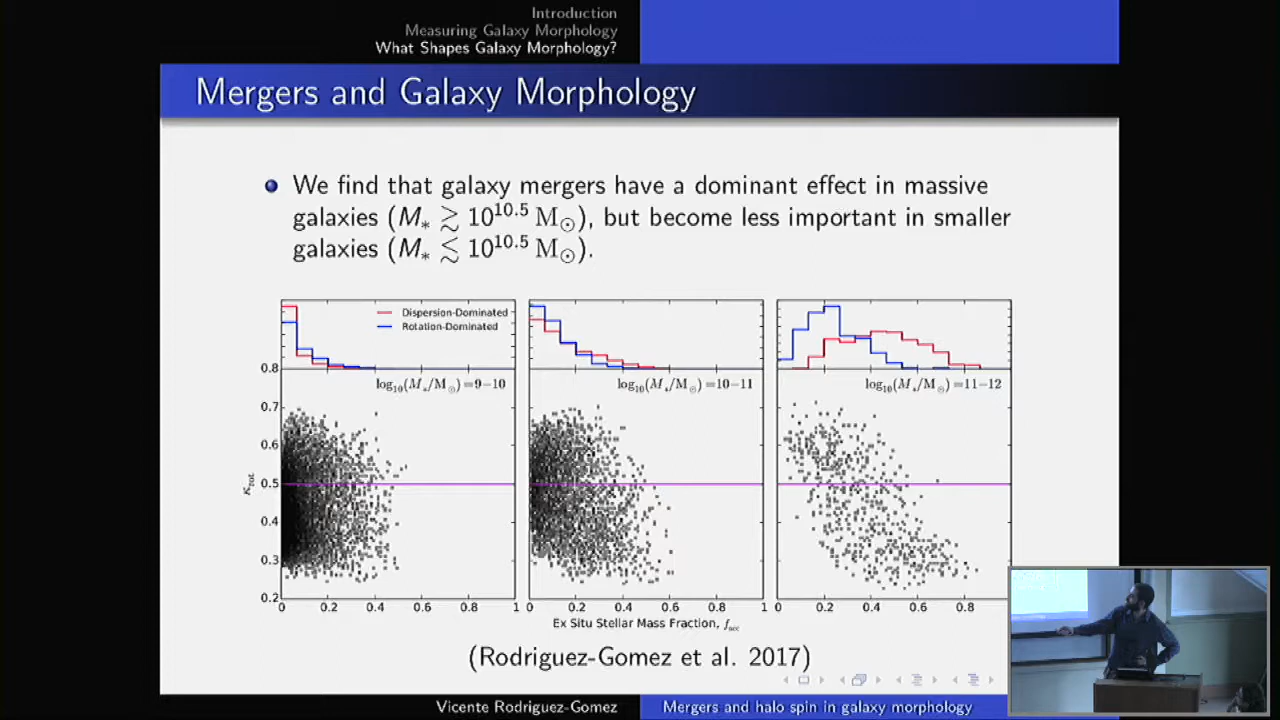 Introduction
Measuring Galaxy Morphology
What Shapes Galaxy Morphology?
Mergers and Galaxy Morphology
We find that galaxy mergers have a dominant effect in massive
galaxies (M∗ ≳ 10^10.5 M⊙), but become less important in smaller
galaxies (M∗ ≲ 10^10.5 M⊙).
Dispersion-Dominated
Rotation-Dominated
log10(M∗/M⊙)=9−10
log10(M∗/M⊙)=10−11
log10(M∗/M⊙)=11−12
0.8
0.7
0.6
0.5
0.4
0.3
0.2
κrot
0 0.2 0.4 0.6 0.8 1
0 0.2 0.4 0.6 0.8 1
0.2 0.4 0.6 0.8
Ex Situ Stellar Mass Fraction, facc
(Rodriguez-Gomez et al. 2017)
Vicente Rodriguez-Gomez
Mergers and halo spin in galaxy morphology